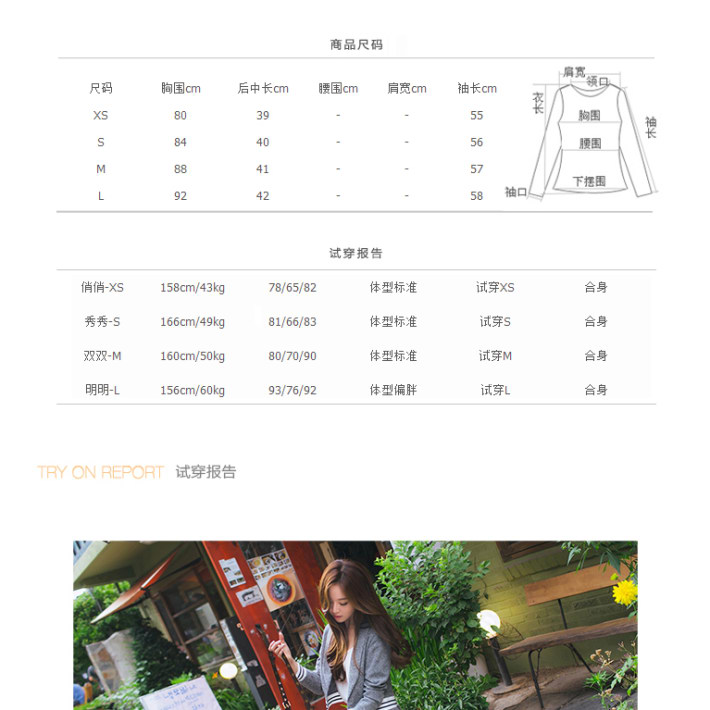 商品尺码
尺码 胸围cm 后中长cm 腰围cm 肩宽cm 袖长cm
XS 80 39 - - 55
S 84 40 - - 56
M 88 41 - - 57
L 92 42 - - 58
肩宽
领口
衣长
胸围
袖长
腰围
下摆围
袖口
试穿报告
俏俏-XS 158cm/43kg 78/65/82 体型标准 试穿XS 合身
秀秀-S 166cm/49kg 81/66/83 体型标准 试穿S 合身
双双-M 160cm/50kg 80/70/90 体型标准 试穿M 合身
明明-L 156cm/60kg 93/76/92 体型偏胖 试穿L 合身
TRY ON REPORT 试穿报告